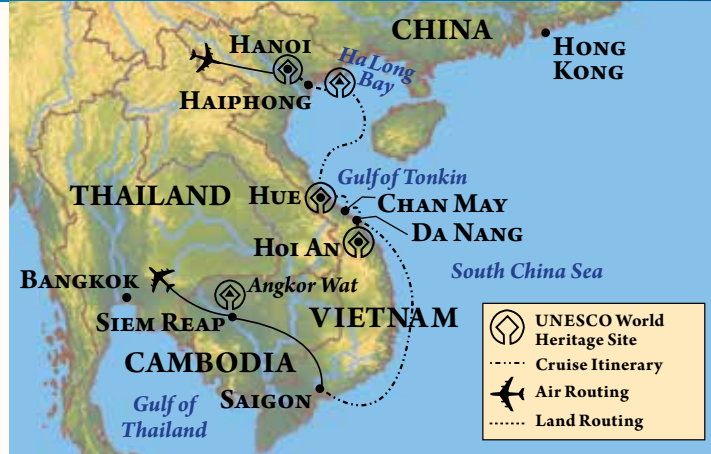 CHINA
HANOI
Ha Long
Bay
HONG
KONG
HAIPHONG
THAILAND
HUE
Gulf of Tonkin
CHAN MAY
DA NANG
HOI AN
BANGKOK
Angkor Wat
South China Sea
SIEM REAP
VIETNAM
CAMBODIA
SAIGON
Gulf of
Thailand
UNESCO World
Heritage Site
Cruise Itinerary
Air Routing
Land Routing